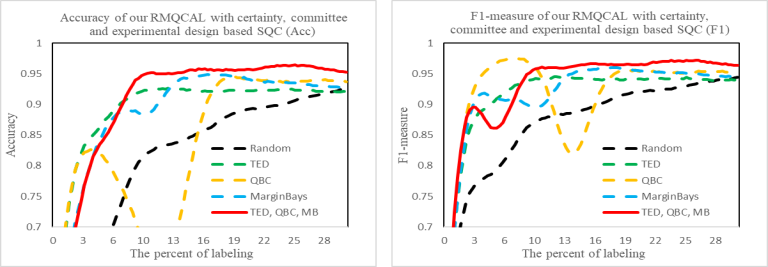 Accuracy of our RMQCAL with certainty, committee
and experimental design based SQC (Acc)
1
0.95
0.9
0.85
0.8
0.75
0.7
Accuracy
Random
TED
QBC
MarginBays
TED, QBC, MB
0 3 6 10 13 16 19 22 25 28
The percent of labeling
F1-measure of our RMQCAL with certainty,
committee and experimental design based SQC (F1)
1
0.95
0.9
0.85
0.8
0.75
0.7
F1-measure
Random
TED
QBC
MarginBays
TED, QBC, MB
0 3 6 10 13 16 19 22 25 28
The percent of labeling